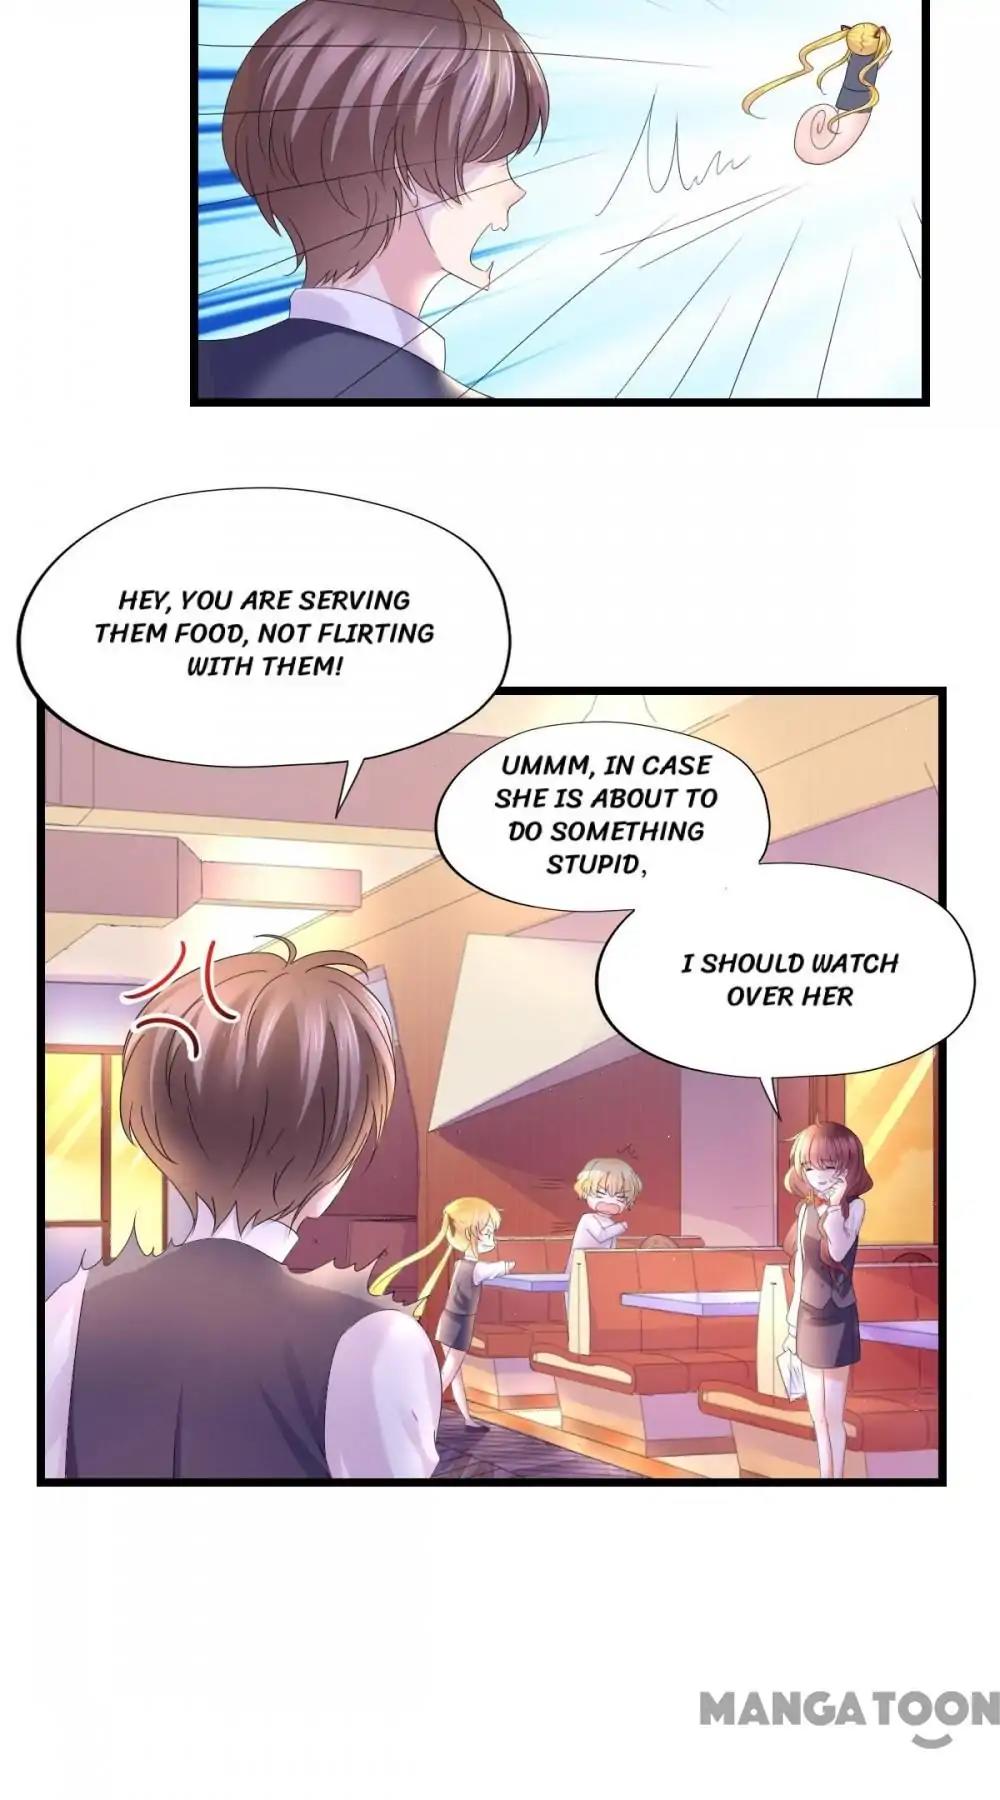 HEY, YOU ARE SERVING
THEM FOOD, NOT FLIRTING
WITH THEM!
UMMM, IN CASE
SHE IS ABOUT TO
DO SOMETHING
STUPID,
I SHOULD WATCH
OVER HER
MANGATOON